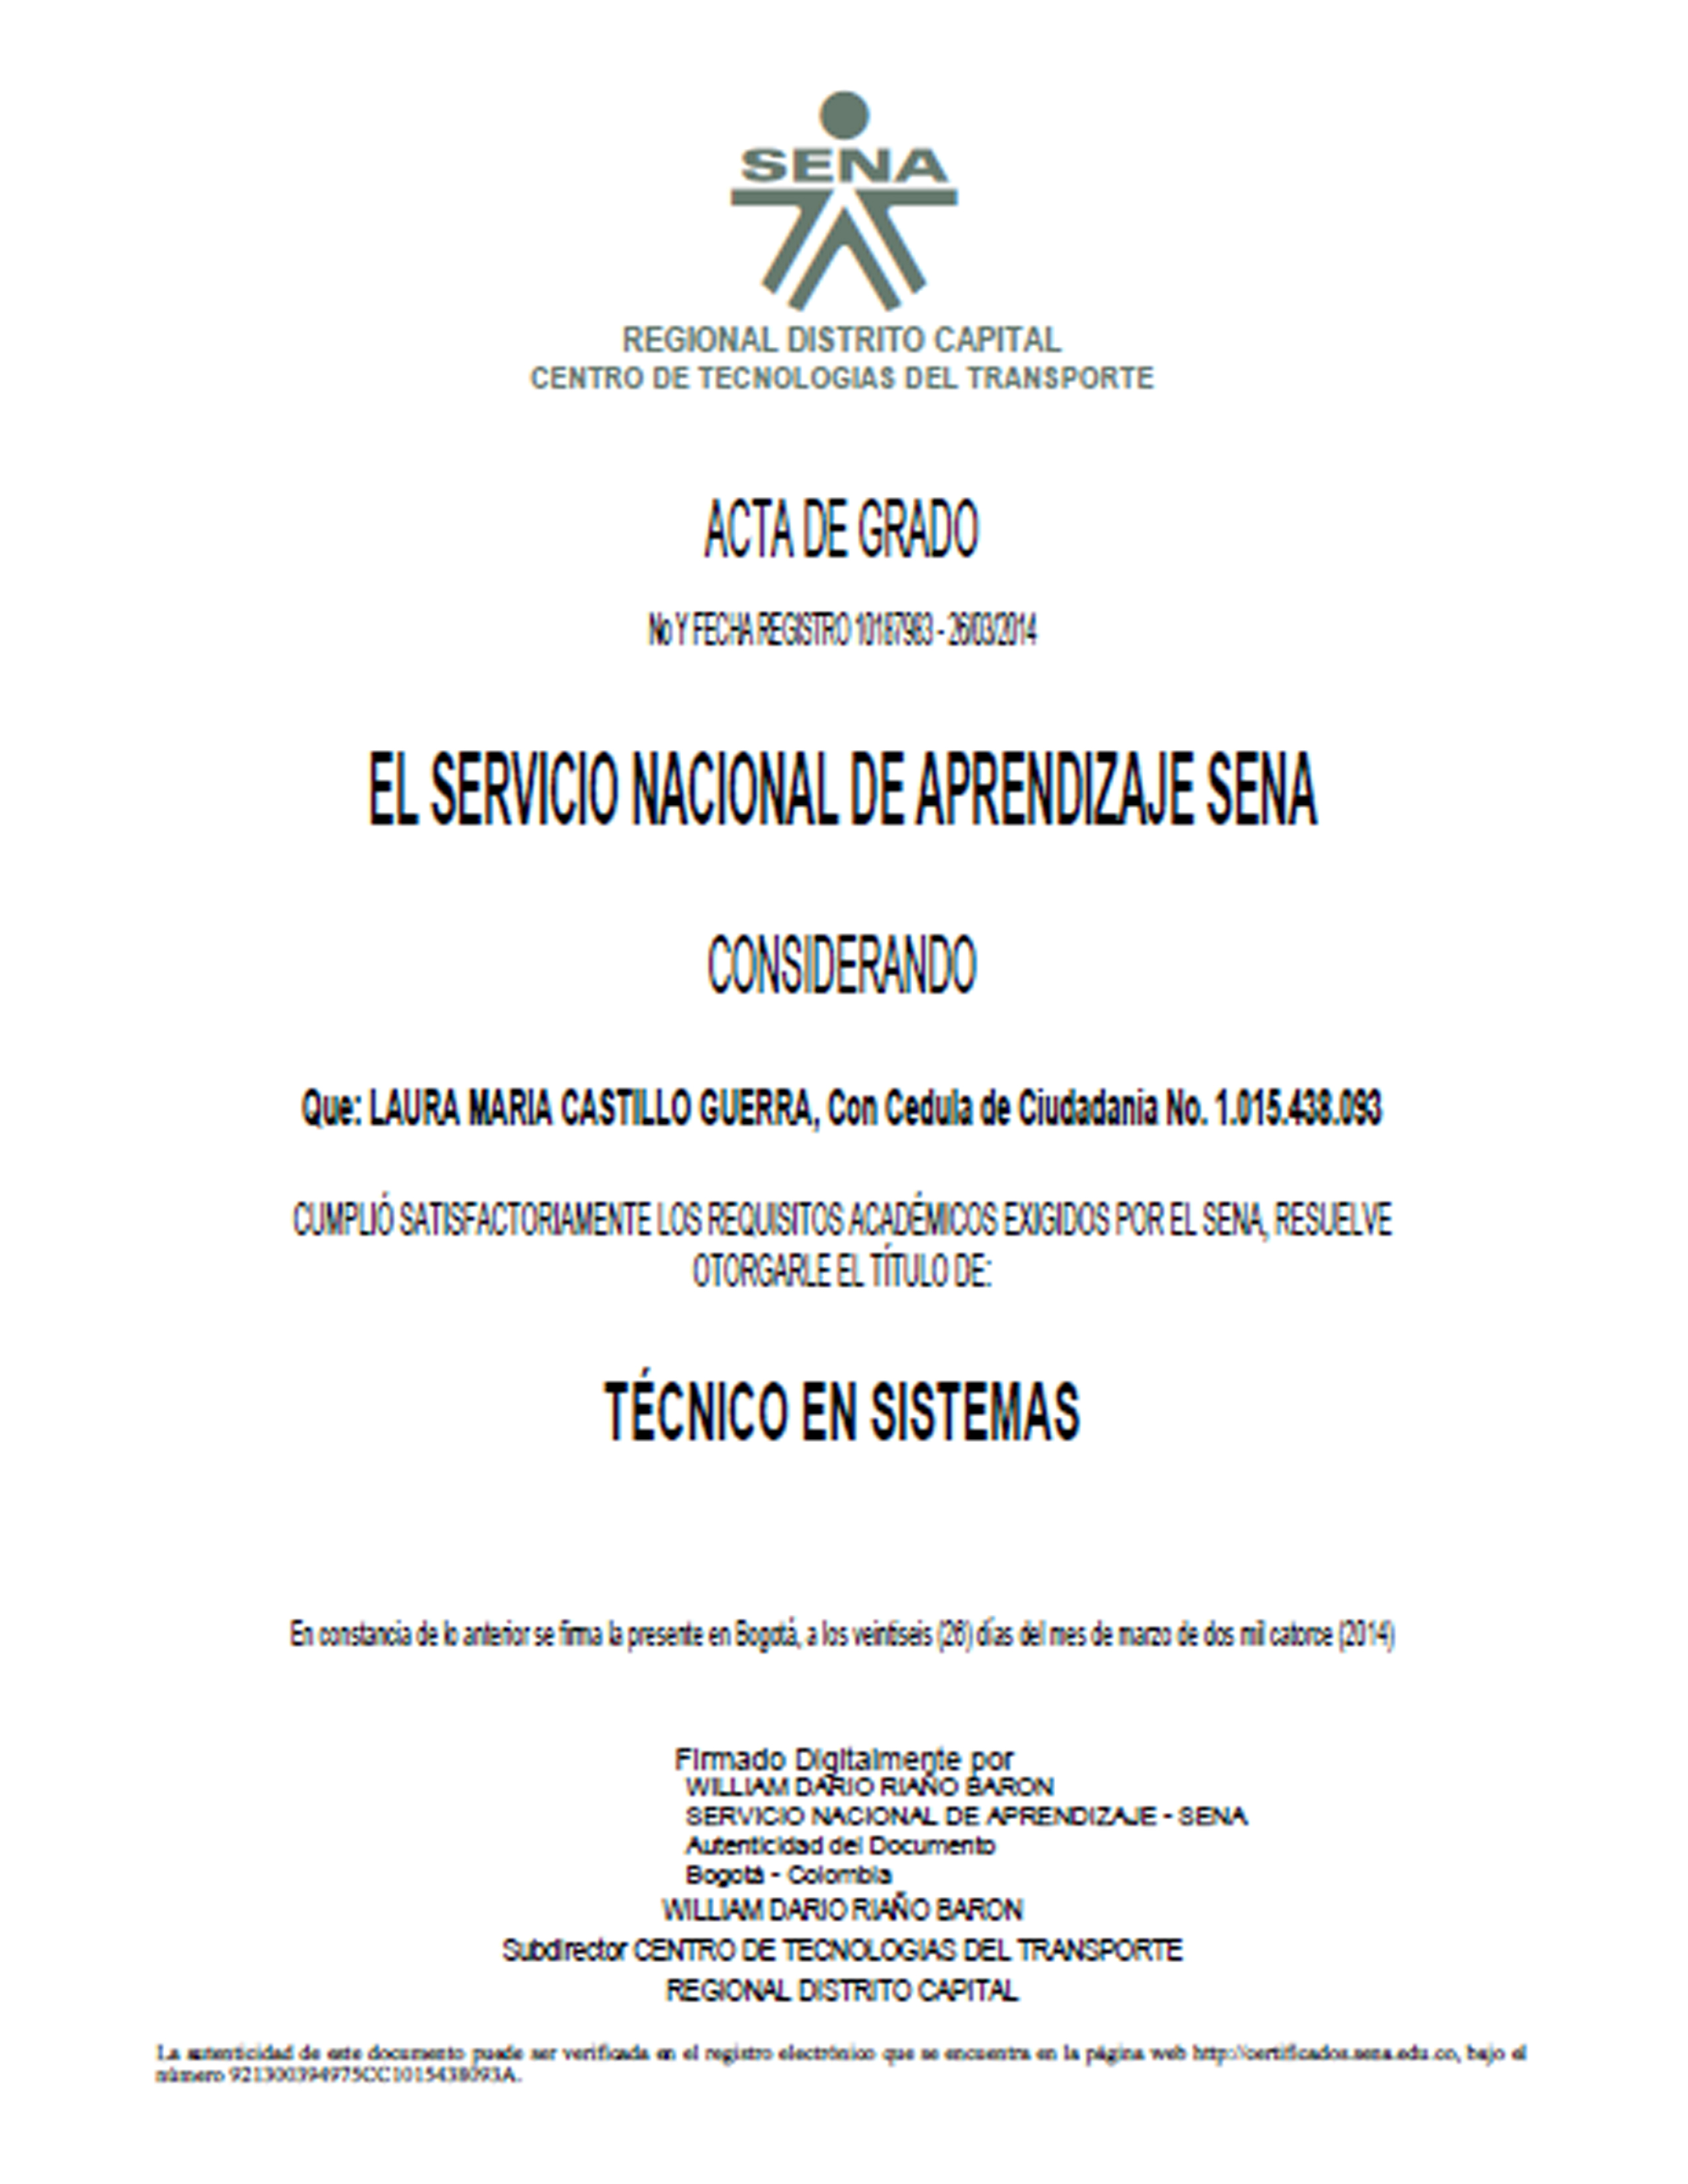 SENA
REGIONAL DISTRITO CAPITAL
CENTRO DE TECNOLOGIAS DEL TRANSPORTE
ACTA DE GRADO
No Y FECHA REGISTRO 10187983 - 26/03/2014
EL SERVICIO NACIONAL DE APRENDIZAJE SENA
CONSIDERANDO
Que: LAURA MARIA CASTILLO GUERRA, Con Cedula de Ciudadania No. 1.015.438.093
CUMPLIÓ SATISFACTORIAMENTE LOS REQUISITOS ACADÉMICOS EXIGIDOS POR EL SENA, RESUELVE
OTORGARLE EL TÍTULO DE:
TÉCNICO EN SISTEMAS
En constancia de lo anterior se firma la presente en Bogotá, a los veintiseis (26) días del mes de marzo de dos mil catorce (2014)
Firmado Digitalmente por
WILLIAM DARIO RIAÑO BARON
SERVICIO NACIONAL DE APRENDIZAJE - SENA
Autenticidad del Documento
Bogotá - Colombia
WILLIAM DARIO RIAÑO BARON
Subdirector CENTRO DE TECNOLOGIAS DEL TRANSPORTE
REGIONAL DISTRITO CAPITAL
La autenticidad de este documento puede ser verificada en el registro electrónico que se encuentra en la página web http://certificados.sena.edu.co, bajo el
número 921300394975CC1015438093A.